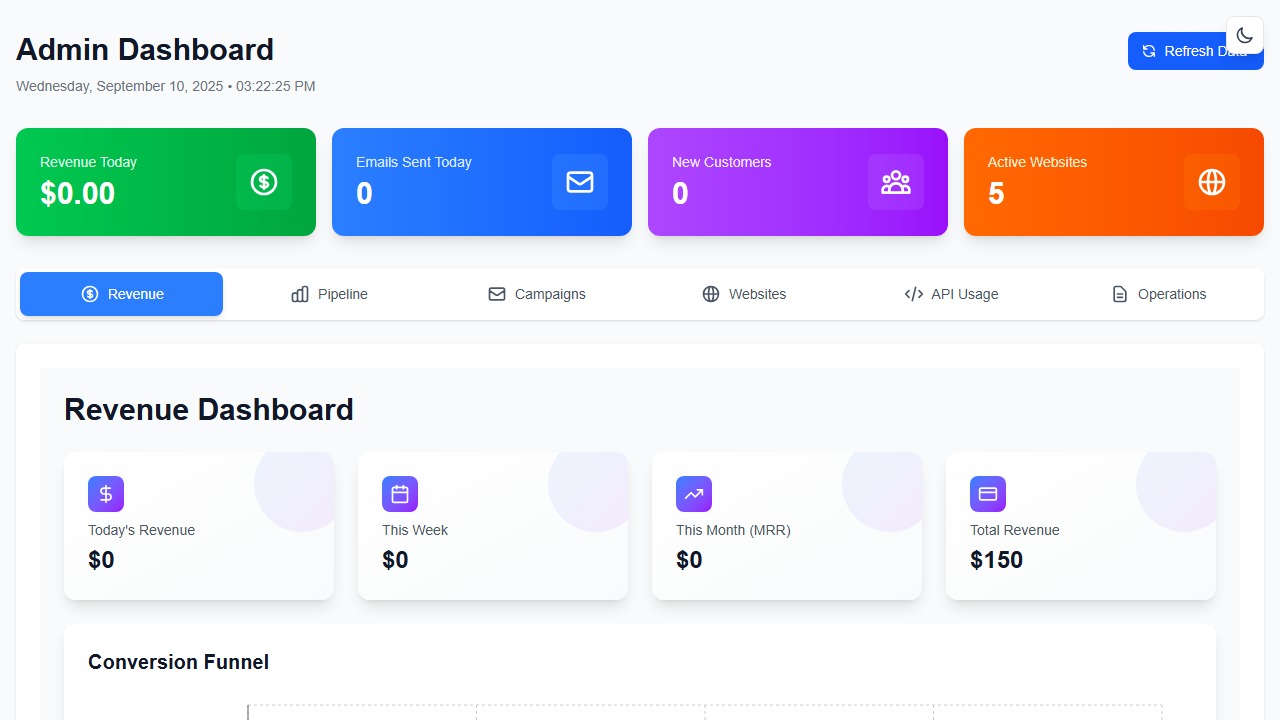 Admin Dashboard
Wednesday, September 10, 2025 • 03:22:25 PM
Refresh
Revenue Today
$0.00
Emails Sent Today
0
New Customers
0
Active Websites
5
Revenue
Pipeline
Campaigns
Websites
API Usage
Operations
Revenue Dashboard
Today's Revenue
$0
This Week
$0
This Month (MRR)
$0
Total Revenue
$150
Conversion Funnel